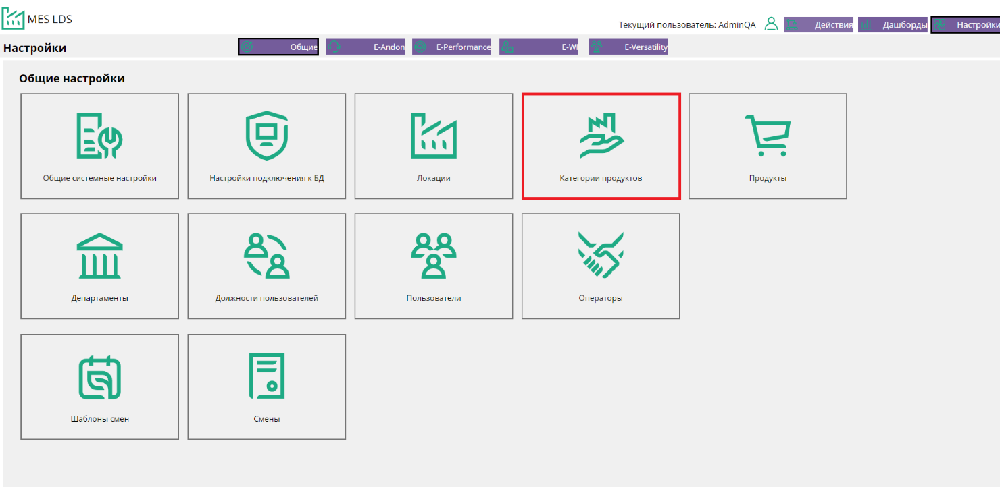 MES LDS
Текущий пользователь: AdminQA
Действия
Дашборды
Настройки
Настройки
Общие
E-Andon
E-Performance
E-WI
E-Versatility
Общие настройки
Общие системные настройки
Настройки подключения к БД
Локации
Категории продуктов
Продукты
Департаменты
Должности пользователей
Пользователи
Операторы
Шаблоны смен
Смены